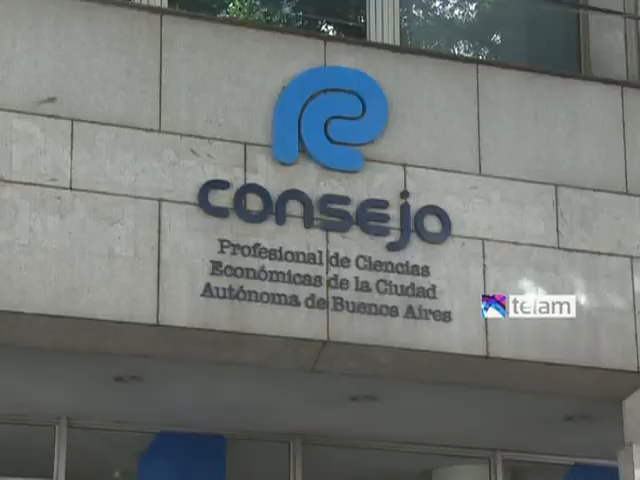 consejo
Profesional de Ciencias
Económicas de la Ciudad
Autónoma de Buenos Aires
telam